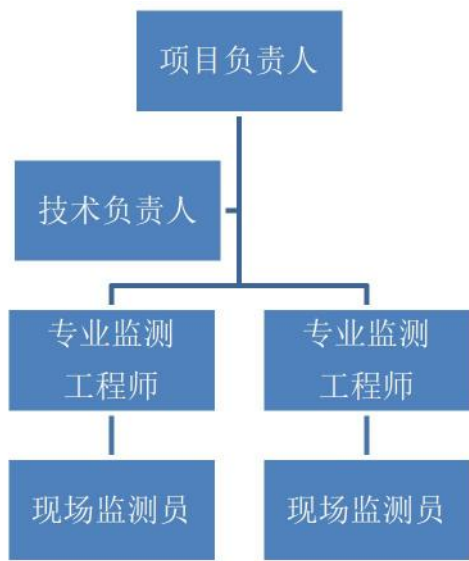 项目负责人
技术负责人
专业监测
工程师
专业监测
工程师
现场监测员
现场监测员